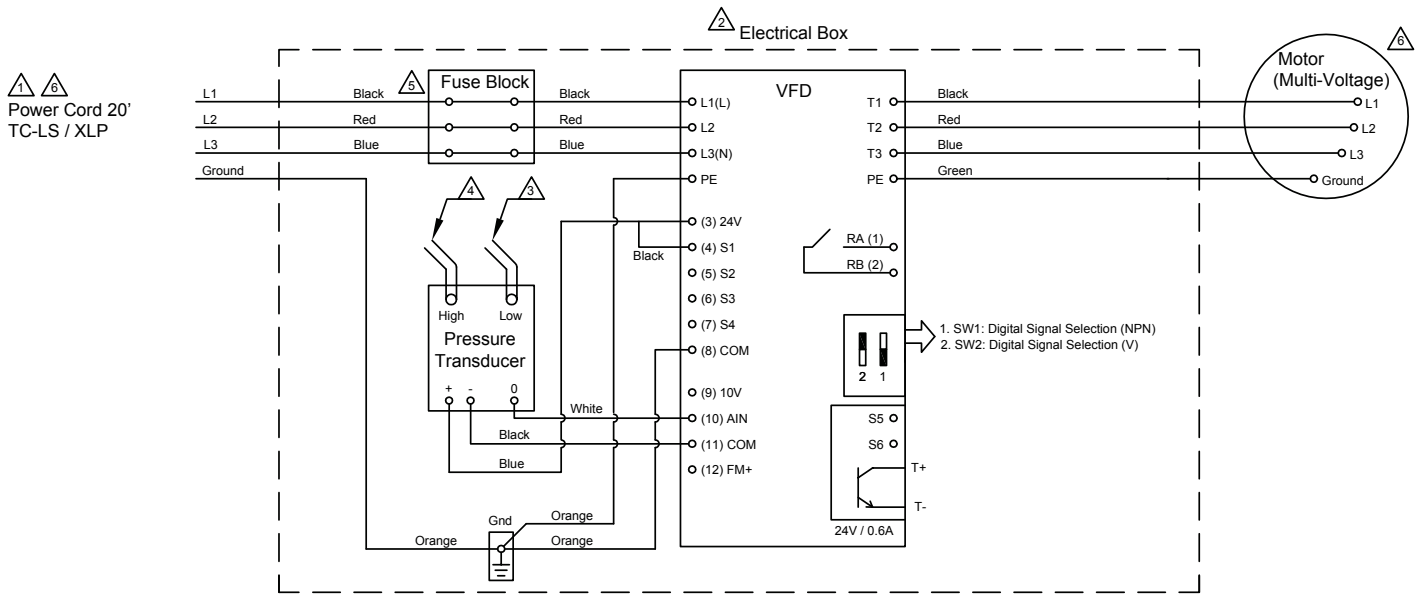 2
Electrical Box
1 6
Power Cord 20’
TC-LS / XLP
L1
L2
L3
Ground
Black
Red
Blue
5
Fuse Block
Black
Red
Blue
VFD
L1(L)
L2
L3(N)
PE
(3) 24V
(4) S1
(5) S2
(6) S3
(7) S4
(8) COM
(9) 10V
(10) AIN
(11) COM
(12) FM+
T1
T2
T3
PE
Black
Red
Blue
Green
6
Motor
(Multi-Voltage)
L1
L2
L3
Ground
4
3
High
Low
Pressure
Transducer
+ - 0
Black
White
Black
Blue
Gnd
Orange
Orange
Orange
RA (1)
RB (2)
2 1
1. SW1: Digital Signal Selection (NPN)
2. SW2: Digital Signal Selection (V)
S5
S6
T+
T-
24V / 0.6A